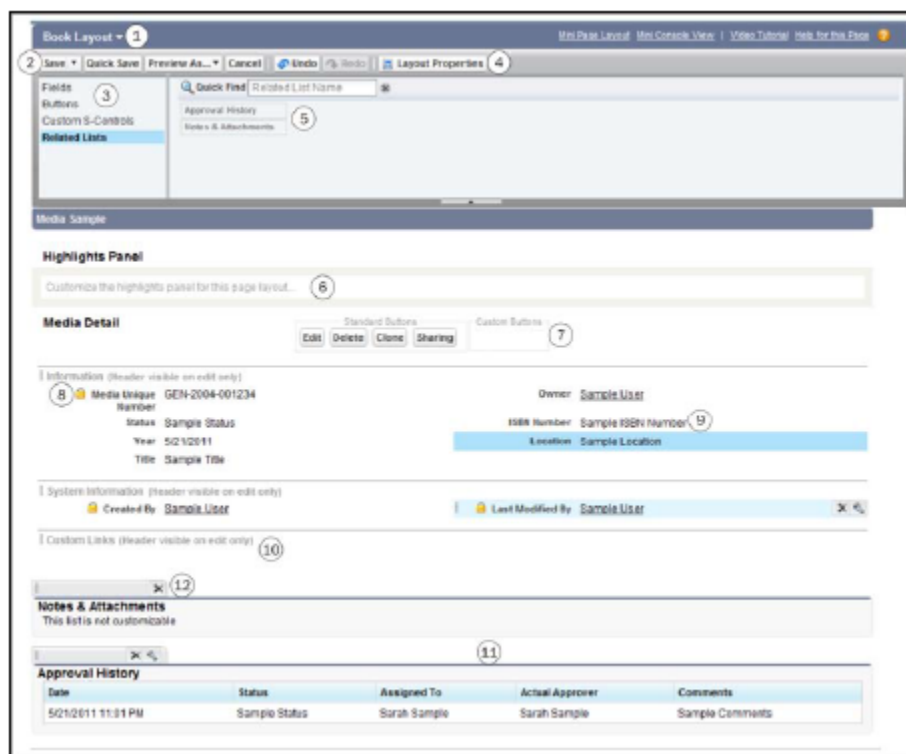 Book Layout ▾ 1 Mini Page Layout Mini Console View | Video Tutorial Help for this Page ?
2 Save ▾ Quick Save Preview As... ▾ Cancel Undo Redo Layout Properties 4
Fields
Buttons
Custom S-Controls
Related Lists
3
Quick Find Related List Name
Approval History
Notes & Attachments
5
Media Sample
Highlights Panel
Customize the highlights panel for this page layout... 6
Media Detail
Standard Buttons Custom Buttons
Edit Delete Clone Sharing 7
Information (Header visible on edit only)
8 Media Unique Number GEN-2004-001234 Owner Sample User
Status Sample Status ISBN Number Sample ISBN Number 9
Year 5/21/2011 Location Sample Location
Title Sample Title
System Information (Header visible on edit only)
Created By Sample User Last Modified By Sample User
Custom Links (Header visible on edit only) 10
12
Notes & Attachments
This list is not customizable
11
Approval History
Date Status Assigned To Actual Approver Comments
5/21/2011 11:01 PM Sample Status Sarah Sample Sarah Sample Sample Comments